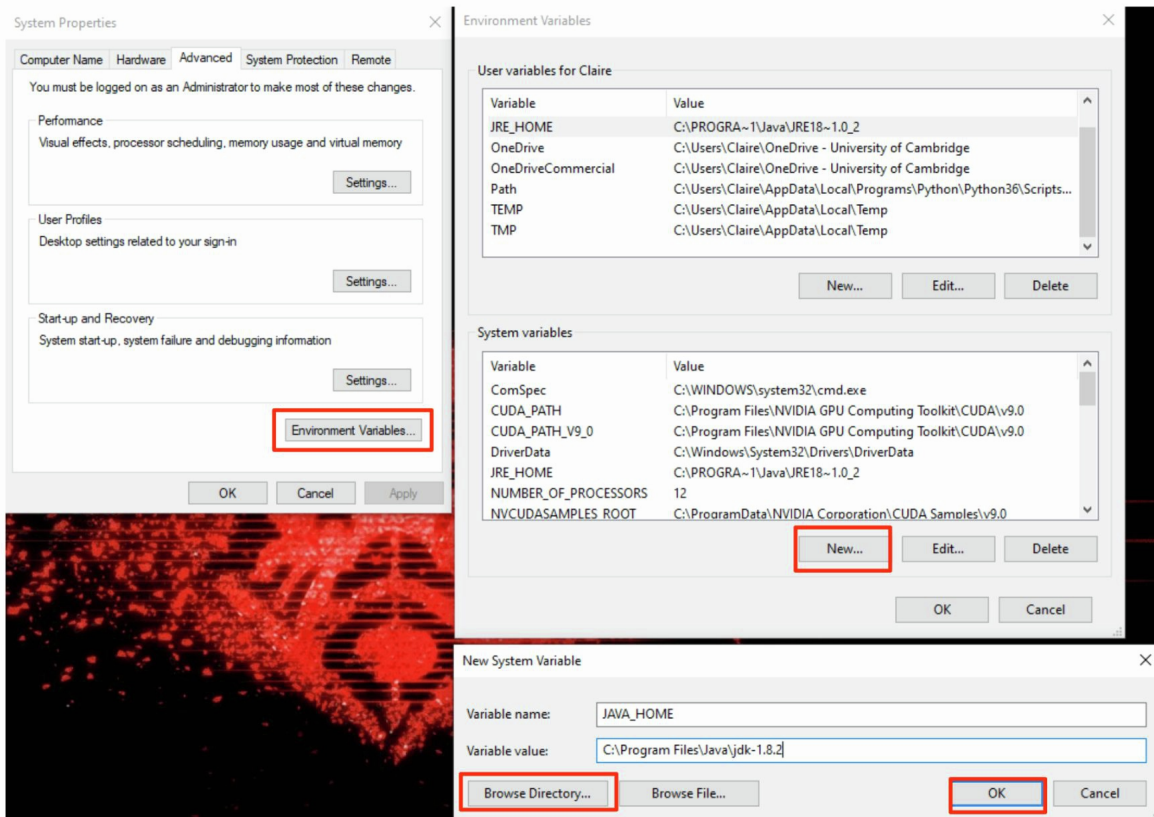 System Properties
Computer Name Hardware Advanced System Protection Remote
You must be logged on as an Administrator to make most of these changes.
Performance
Visual effects, processor scheduling, memory usage and virtual memory
Settings...
User Profiles
Desktop settings related to your sign-in
Settings...
Start-up and Recovery
System start-up, system failure and debugging information
Settings...
Environment Variables...
OK Cancel Apply
Environment Variables
User variables for Claire
Variable Value
JRE_HOME C:\PROGRA~1\Java\JRE18~1.0_2
OneDrive C:\Users\Claire\OneDrive - University of Cambridge
OneDriveCommercial C:\Users\Claire\OneDrive - University of Cambridge
Path C:\Users\Claire\AppData\Local\Programs\Python\Python36\Scripts...
TEMP C:\Users\Claire\AppData\Local\Temp
TMP C:\Users\Claire\AppData\Local\Temp
New... Edit... Delete
System variables
Variable Value
ComSpec C:\WINDOWS\system32\cmd.exe
CUDA_PATH C:\Program Files\NVIDIA GPU Computing Toolkit\CUDA\v9.0
CUDA_PATH_V9_0 C:\Program Files\NVIDIA GPU Computing Toolkit\CUDA\v9.0
DriverData C:\Windows\System32\Drivers\DriverData
JRE_HOME C:\PROGRA~1\Java\JRE18~1.0_2
NUMBER_OF_PROCESSORS 12
NVCUDASAMPLES_ROOT C:\ProgramData\NVIDIA Corporation\CUDA Samples\v9.0
New... Edit... Delete
OK Cancel
New System Variable
Variable name: JAVA_HOME
Variable value: C:\Program Files\Java\jdk-1.8.2
Browse Directory... Browse File... OK Cancel